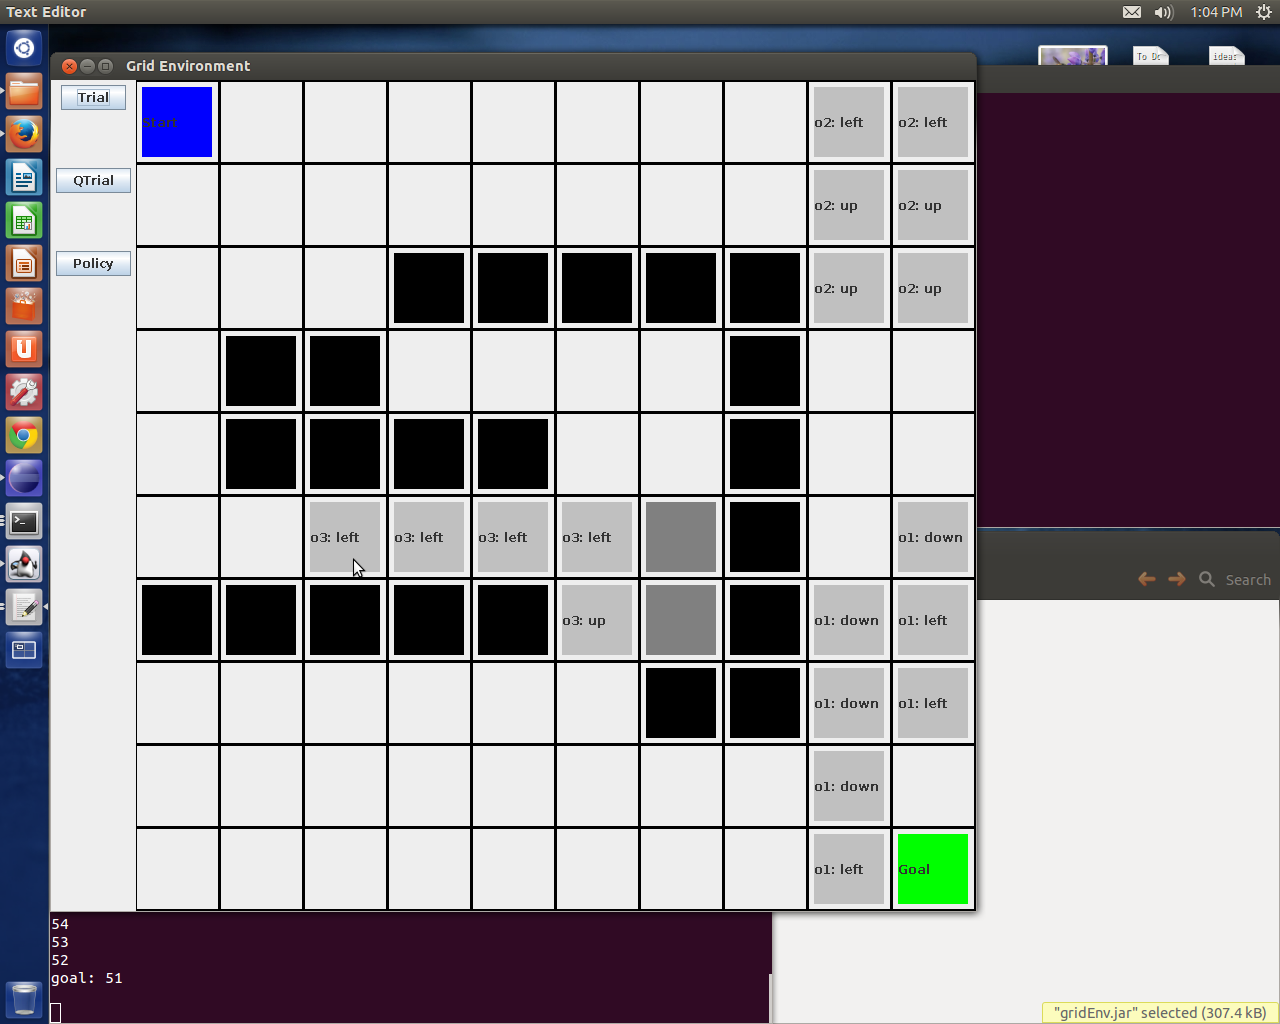 Text Editor
1:04 PM
To Do
ideas
Grid Environment
Trial
Start
o2: left
o2: left
QTrial
o2: up
o2: up
Policy
o2: up
o2: up
o3: left
o3: left
o3: left
o3: left
o1: down
o3: up
o1: down
o1: left
Search
o1: down
o1: left
o1: down
o1: left
Goal
54
53
52
goal: 51
"gridEnv.jar" selected (307.4 kB)